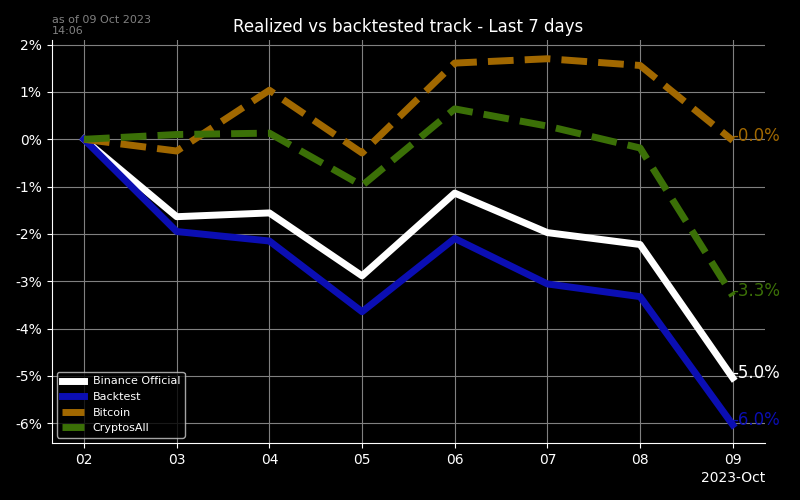 as of 09 Oct 2023
14:06
Realized vs backtested track - Last 7 days
2%
1%
0%
-1%
-2%
-3%
-4%
-5%
-6%
-0.0%
-3.3%
-5.0%
-6.0%
Binance Official
Backtest
Bitcoin
CryptosAll
02 03 04 05 06 07 08 09
2023-Oct